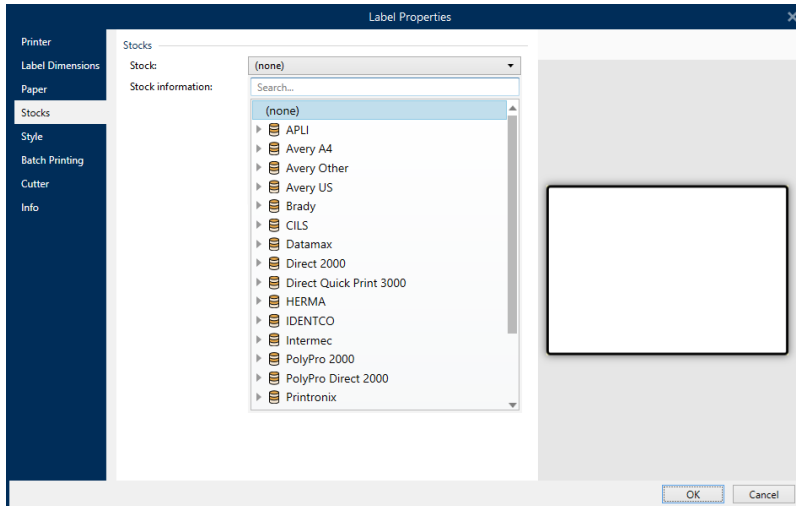 Label Properties
Printer
Label Dimensions
Paper
Stocks
Style
Batch Printing
Cutter
Info
Stocks
Stock: (none)
Stock information: Search...
(none)
APLI
Avery A4
Avery Other
Avery US
Brady
CILS
Datamax
Direct 2000
Direct Quick Print 3000
HERMA
IDENTCO
Intermec
PolyPro 2000
PolyPro Direct 2000
Printronix
OK Cancel